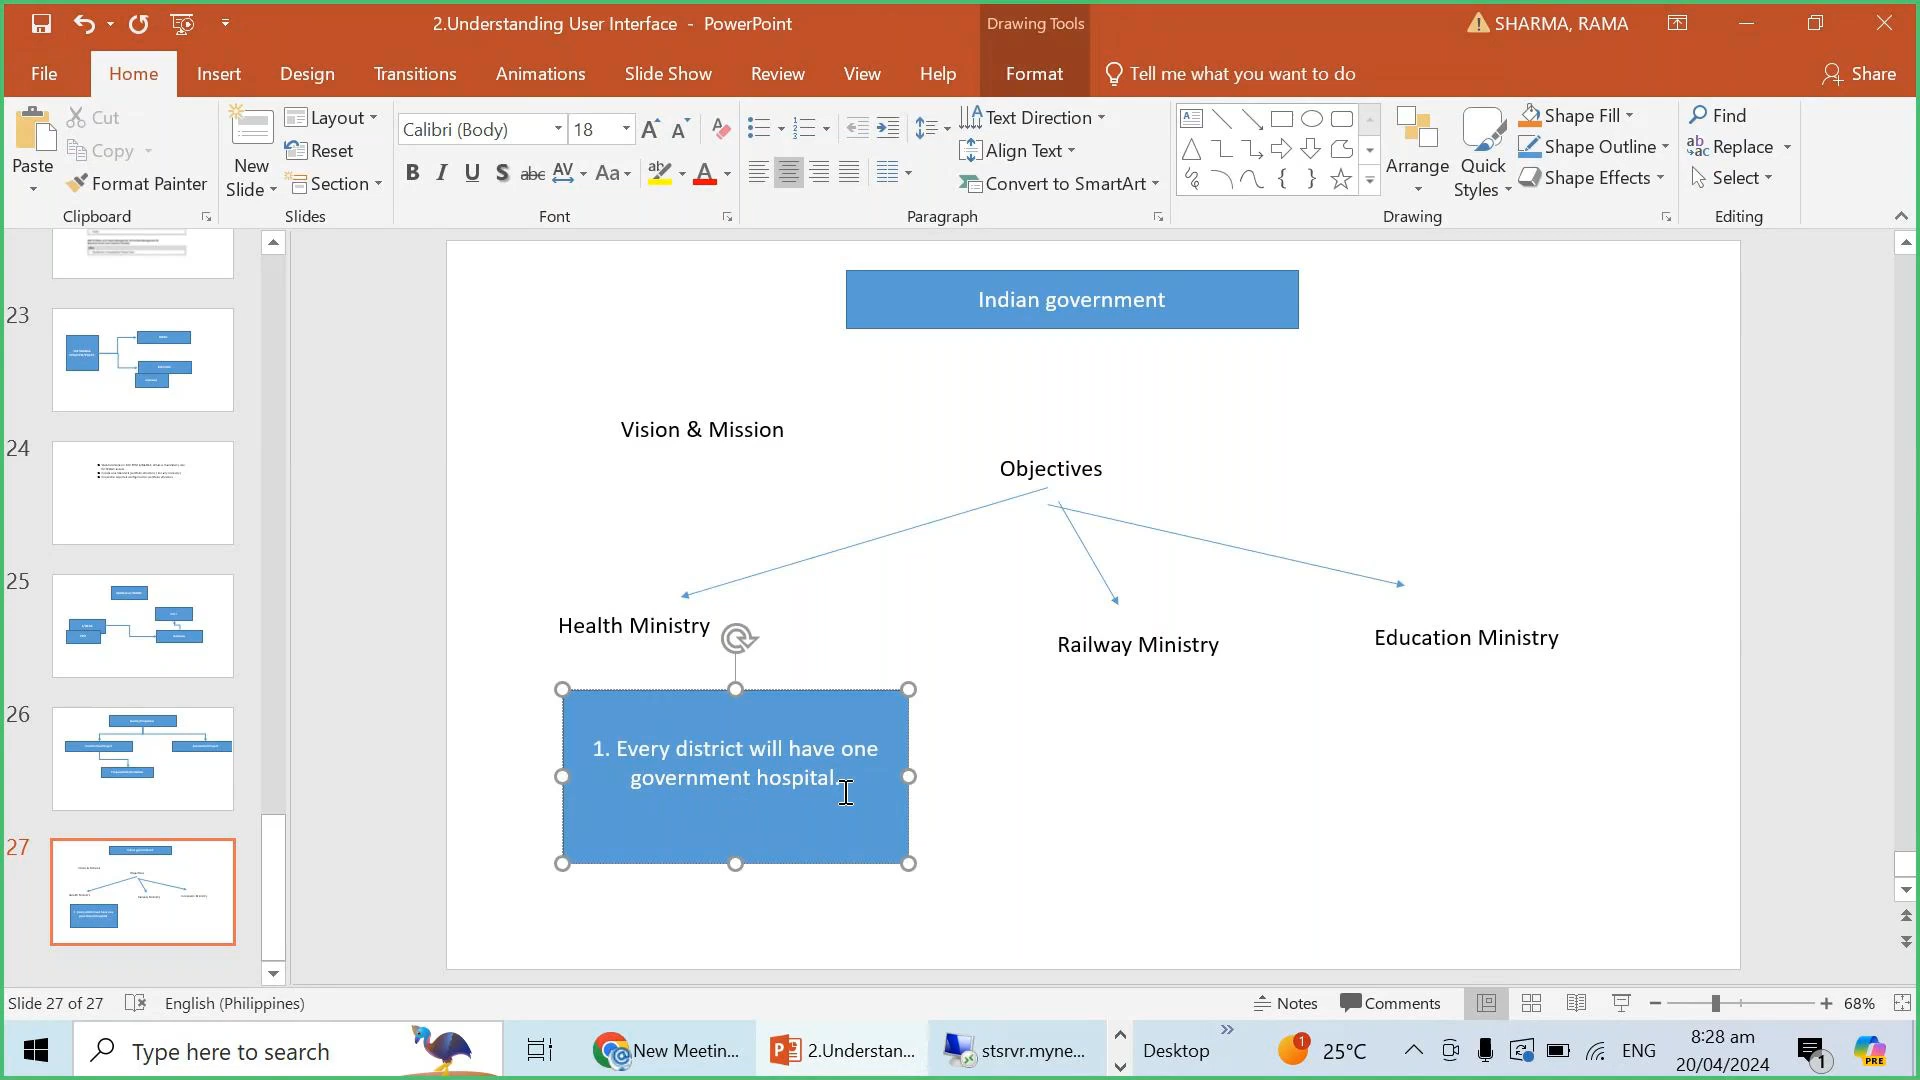 2.Understanding User Interface - PowerPoint
Drawing Tools
SHARMA, RAMA
File
Home
Insert
Design
Transitions
Animations
Slide Show
Review
View
Help
Format
Tell me what you want to do
Share
Paste
Cut
Copy
Format Painter
Clipboard
New
Slide
Layout
Reset
Section
Slides
Calibri (Body)
18
B I U S abc AV Aa
Font
Text Direction
Align Text
Convert to SmartArt
Paragraph
Arrange
Quick
Styles
Shape Fill
Shape Outline
Shape Effects
Drawing
Find
Replace
Select
Editing
23
24
25
26
27
Indian government
Vision & Mission
Objectives
Health Ministry
Railway Ministry
Education Ministry
1. Every district will have one
government hospital.
Slide 27 of 27
English (Philippines)
Notes
Comments
68%
Type here to search
New Meetin...
2.Understan...
stsrvr.myne...
Desktop
1
25°C
ENG
8:28 am
20/04/2024
1
PRE